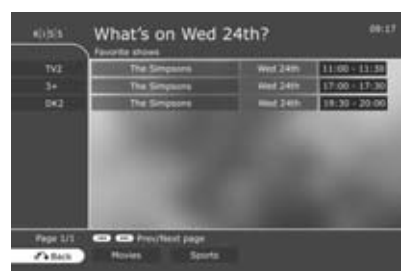 KiSS What's on Wed 24th? 09:17
Favorite shows
TV2 The Simpsons Wed 24th 11:00 - 11:30
3+ The Simpsons Wed 24th 17:00 - 17:30
DK2 The Simpsons Wed 24th 19:30 - 20:00
Page 1/1 Prev/Next page
Back Movies Sports